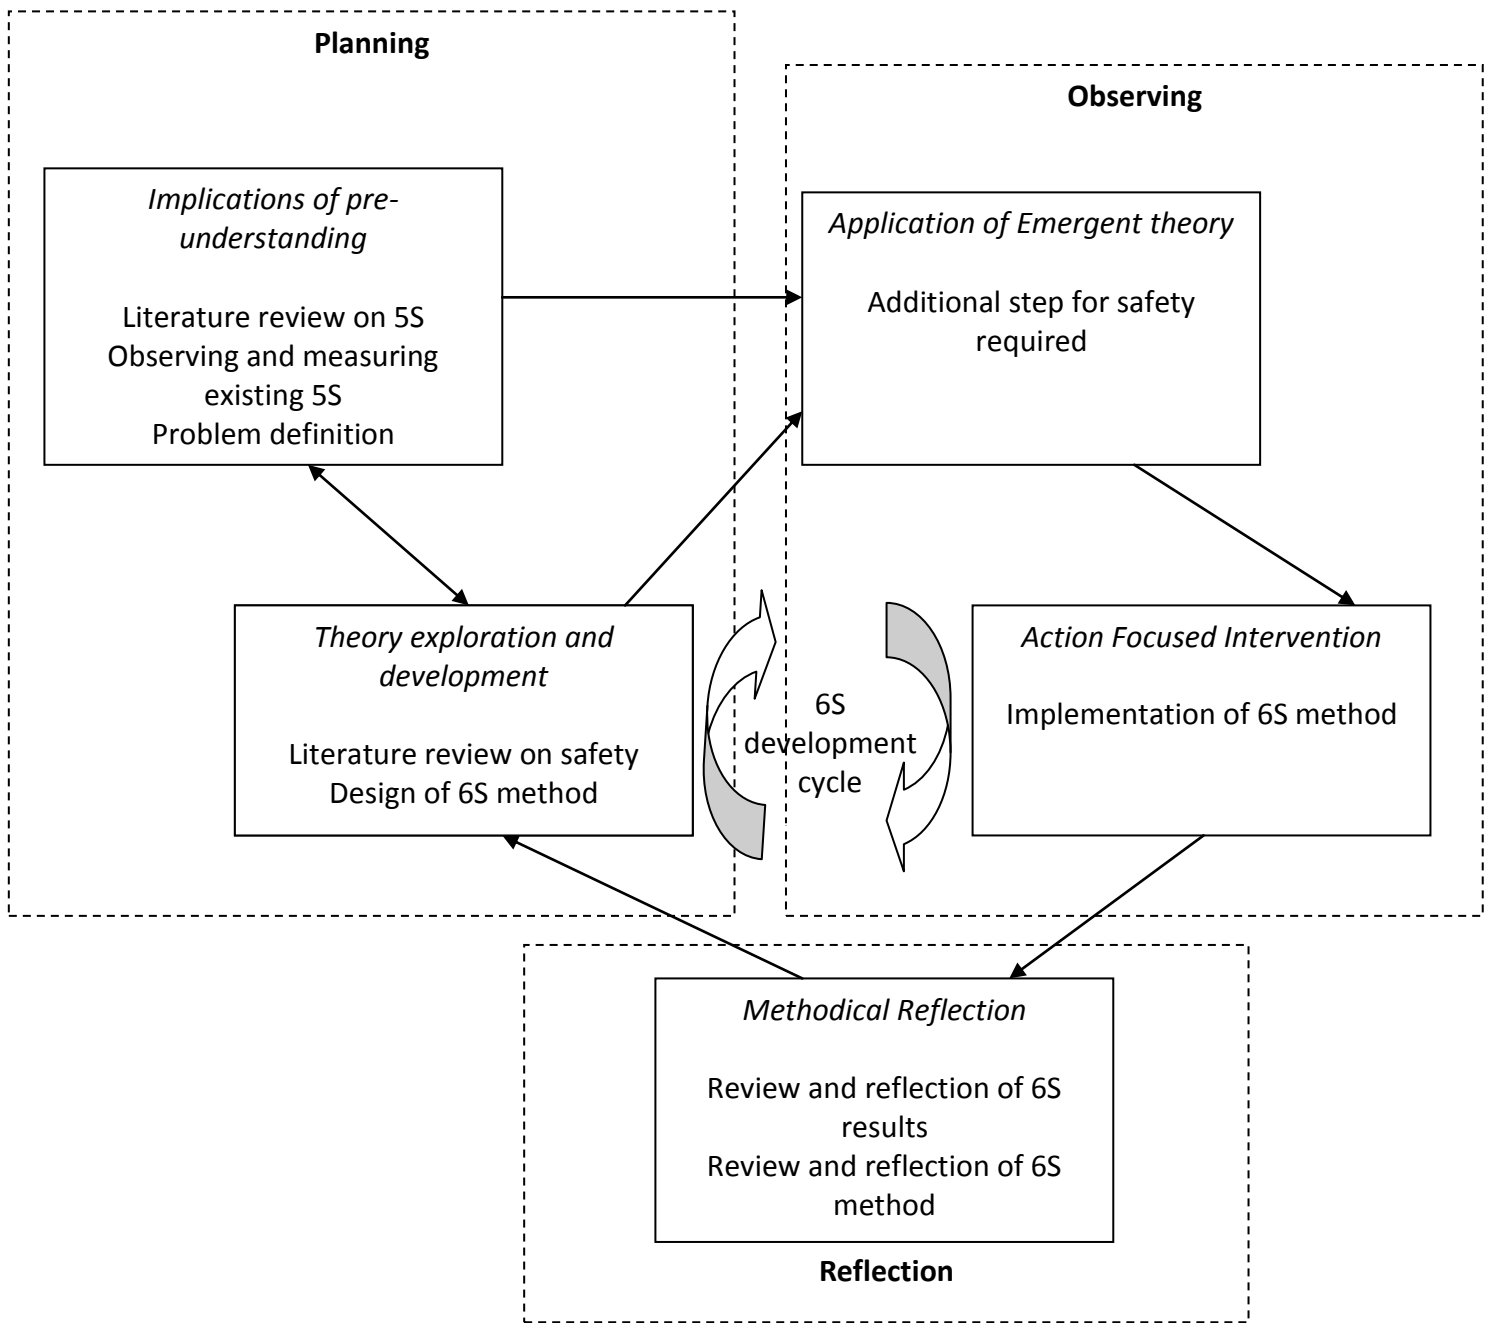 Planning
Observing
Implications of pre-
understanding
Literature review on 5S
Observing and measuring
existing 5S
Problem definition
Application of Emergent theory
Additional step for safety
required
Theory exploration and
development
Literature review on safety
Design of 6S method
6S
development
cycle
Action Focused Intervention
Implementation of 6S method
Methodical Reflection
Review and reflection of 6S
results
Review and reflection of 6S
method
Reflection